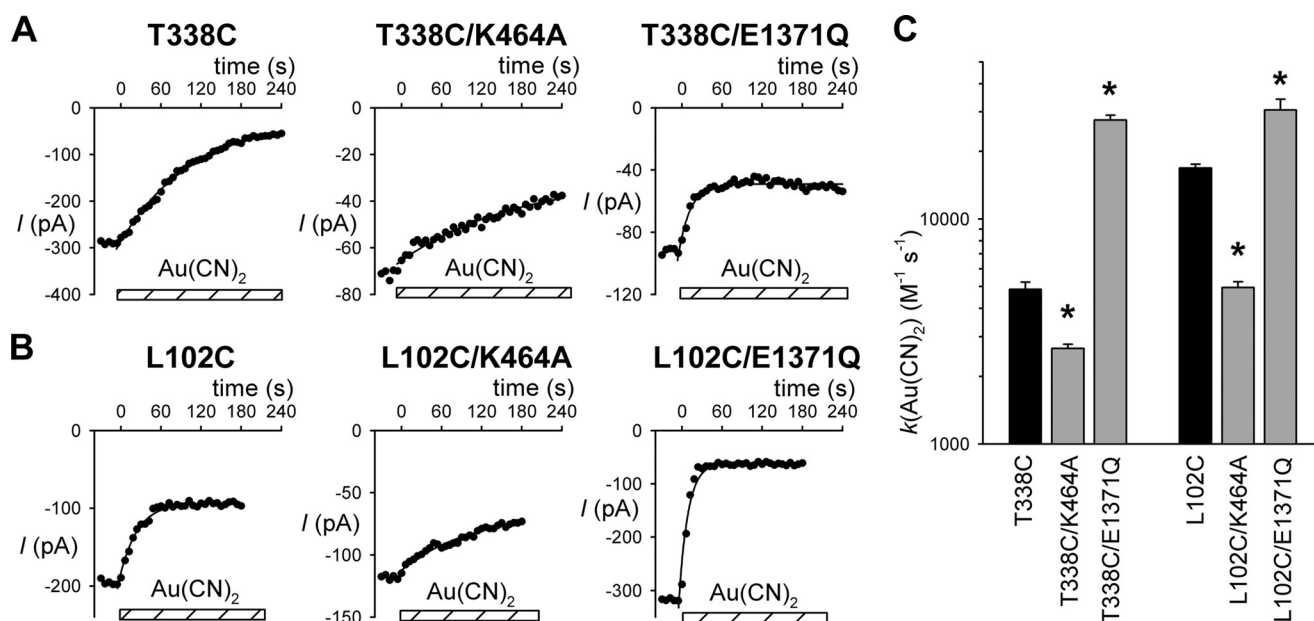 A
T338C
time (s)
0 60 120 180 240
0
-100
-200
-300
-400
I (pA)
Au(CN)2
T338C/K464A
time (s)
0 60 120 180 240
0
-20
-40
-60
-80
I (pA)
Au(CN)2
T338C/E1371Q
time (s)
0 60 120 180 240
0
-40
-80
-120
I (pA)
Au(CN)2
B
L102C
time (s)
0 60 120 180 240
0
-100
-200
I (pA)
Au(CN)2
L102C/K464A
time (s)
0 60 120 180 240
0
-50
-100
-150
I (pA)
Au(CN)2
L102C/E1371Q
time (s)
0 60 120 180 240
0
-100
-200
-300
I (pA)
Au(CN)2
C
k(Au(CN)2) (M-1 s-1)
10000
1000
* * * *
T338C
T338C/K464A
T338C/E1371Q
L102C
L102C/K464A
L102C/E1371Q